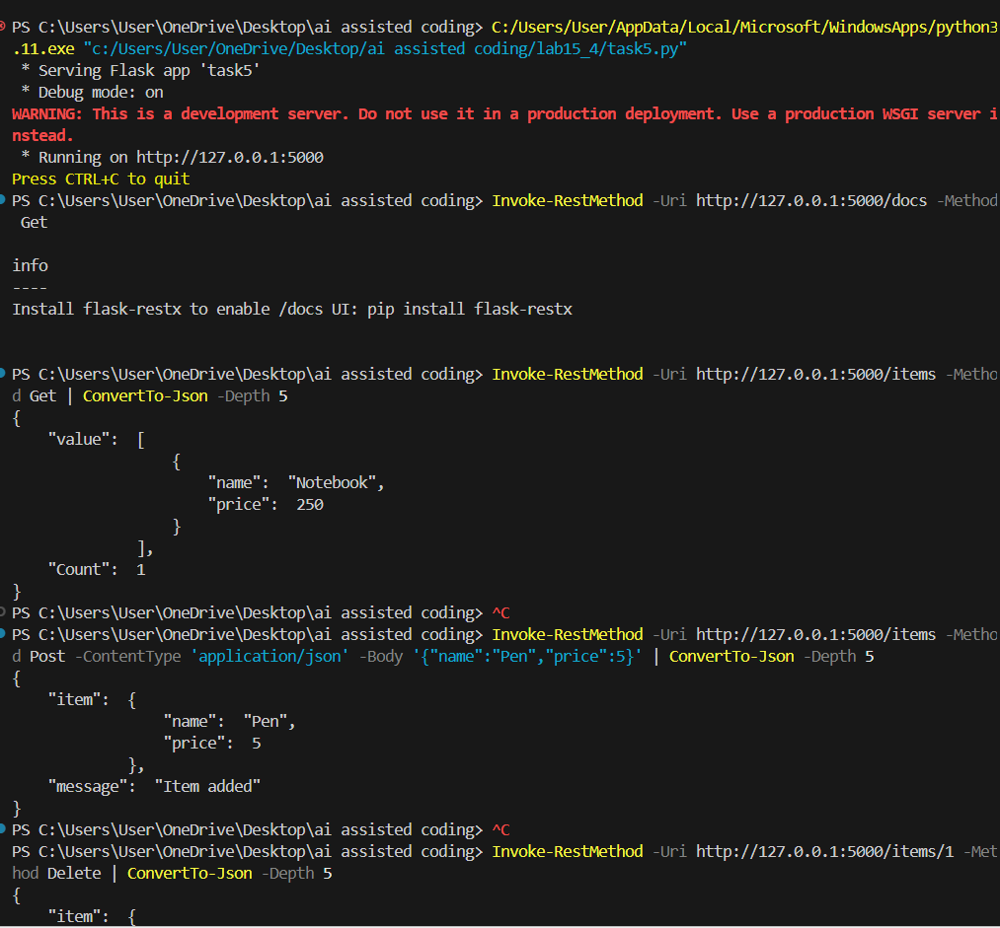 PS C:\Users\User\OneDrive\Desktop\ai assisted coding> C:/Users/User/AppData/Local/Microsoft/WindowsApps/python3
.11.exe "c:/Users/User/OneDrive/Desktop/ai assisted coding/lab15_4/task5.py"
 * Serving Flask app 'task5'
 * Debug mode: on
WARNING: This is a development server. Do not use it in a production deployment. Use a production WSGI server i
nstead.
 * Running on http://127.0.0.1:5000
Press CTRL+C to quit
PS C:\Users\User\OneDrive\Desktop\ai assisted coding> Invoke-RestMethod -Uri http://127.0.0.1:5000/docs -Method
 Get
info
----
Install flask-restx to enable /docs UI: pip install flask-restx
PS C:\Users\User\OneDrive\Desktop\ai assisted coding> Invoke-RestMethod -Uri http://127.0.0.1:5000/items -Metho
d Get | ConvertTo-Json -Depth 5
{
    "value":  [
                  {
                      "name":  "Notebook",
                      "price":  250
                  }
              ],
    "Count":  1
}
PS C:\Users\User\OneDrive\Desktop\ai assisted coding> ^C
PS C:\Users\User\OneDrive\Desktop\ai assisted coding> Invoke-RestMethod -Uri http://127.0.0.1:5000/items -Metho
d Post -ContentType 'application/json' -Body '{"name":"Pen","price":5}' | ConvertTo-Json -Depth 5
{
    "item":  {
                 "name":  "Pen",
                 "price":  5
             },
    "message":  "Item added"
}
PS C:\Users\User\OneDrive\Desktop\ai assisted coding> ^C
PS C:\Users\User\OneDrive\Desktop\ai assisted coding> Invoke-RestMethod -Uri http://127.0.0.1:5000/items/1 -Met
hod Delete | ConvertTo-Json -Depth 5
{
    "item":  {